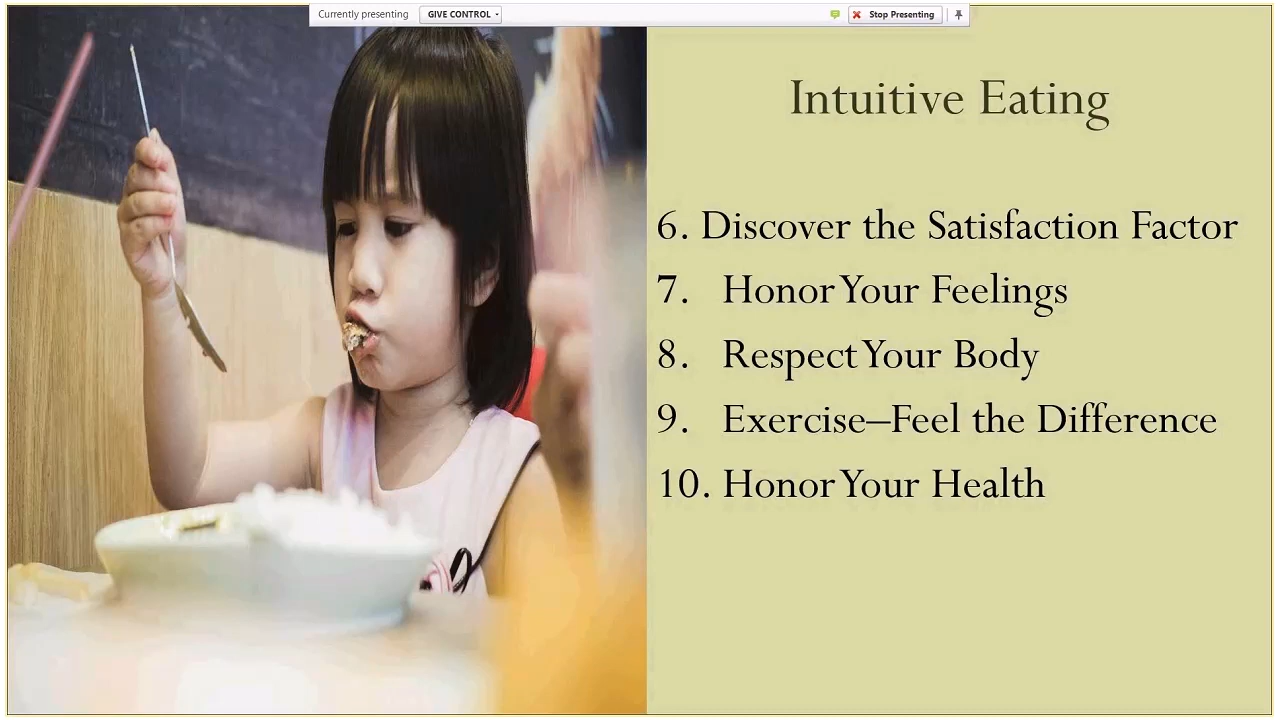 Currently presenting GIVE CONTROL Stop Presenting
Intuitive Eating
6. Discover the Satisfaction Factor
7. Honor Your Feelings
8. Respect Your Body
9. Exercise–Feel the Difference
10. Honor Your Health